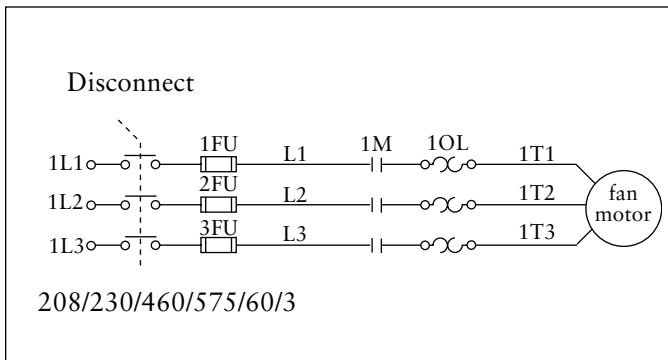 Disconnect
1FU
1M
1OL
1L1
L1
1T1
2FU
1L2
L2
1T2
fan
motor
3FU
1L3
L3
1T3
208/230/460/575/60/3